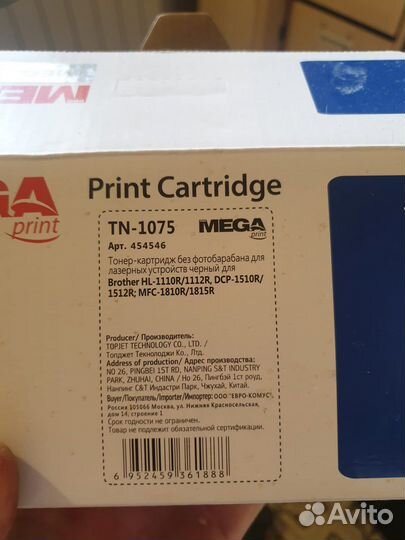 ME
GA
print
Print Cartridge
TN-1075
MEGA
print
Арт. 454546
Тонер-картридж без фотобарабана для
лазерных устройств черный для
Brother HL-1110R/1112R, DCP-1510R/
1512R; MFC-1810R/1815R
Producer/ Производитель:
TOPJET TECHNOLOGY CO., LTD. /
Топджет Текнолоджи Ко., Лтд.
Address of production/ Адрес производства:
NO 26, PINGBEI 1ST RD, NANPING S&T INDUSTRY
PARK, ZHUHAI, CHINA / Но 26, Пингбэй 1ст роуд,
Нанпинг С&Т Индастри Парк, Чжухай, Китай.
Buyer/Покупатель/Importer/Импортер: ООО "ЕВРО-КОМУС",
Россия 105066 Москва, ул. Нижняя Красносельская,
дом 14, строение 1
Срок годности не ограничен.
Товар не подлежит обязательной сертификации.
6 952459 361888
Avito